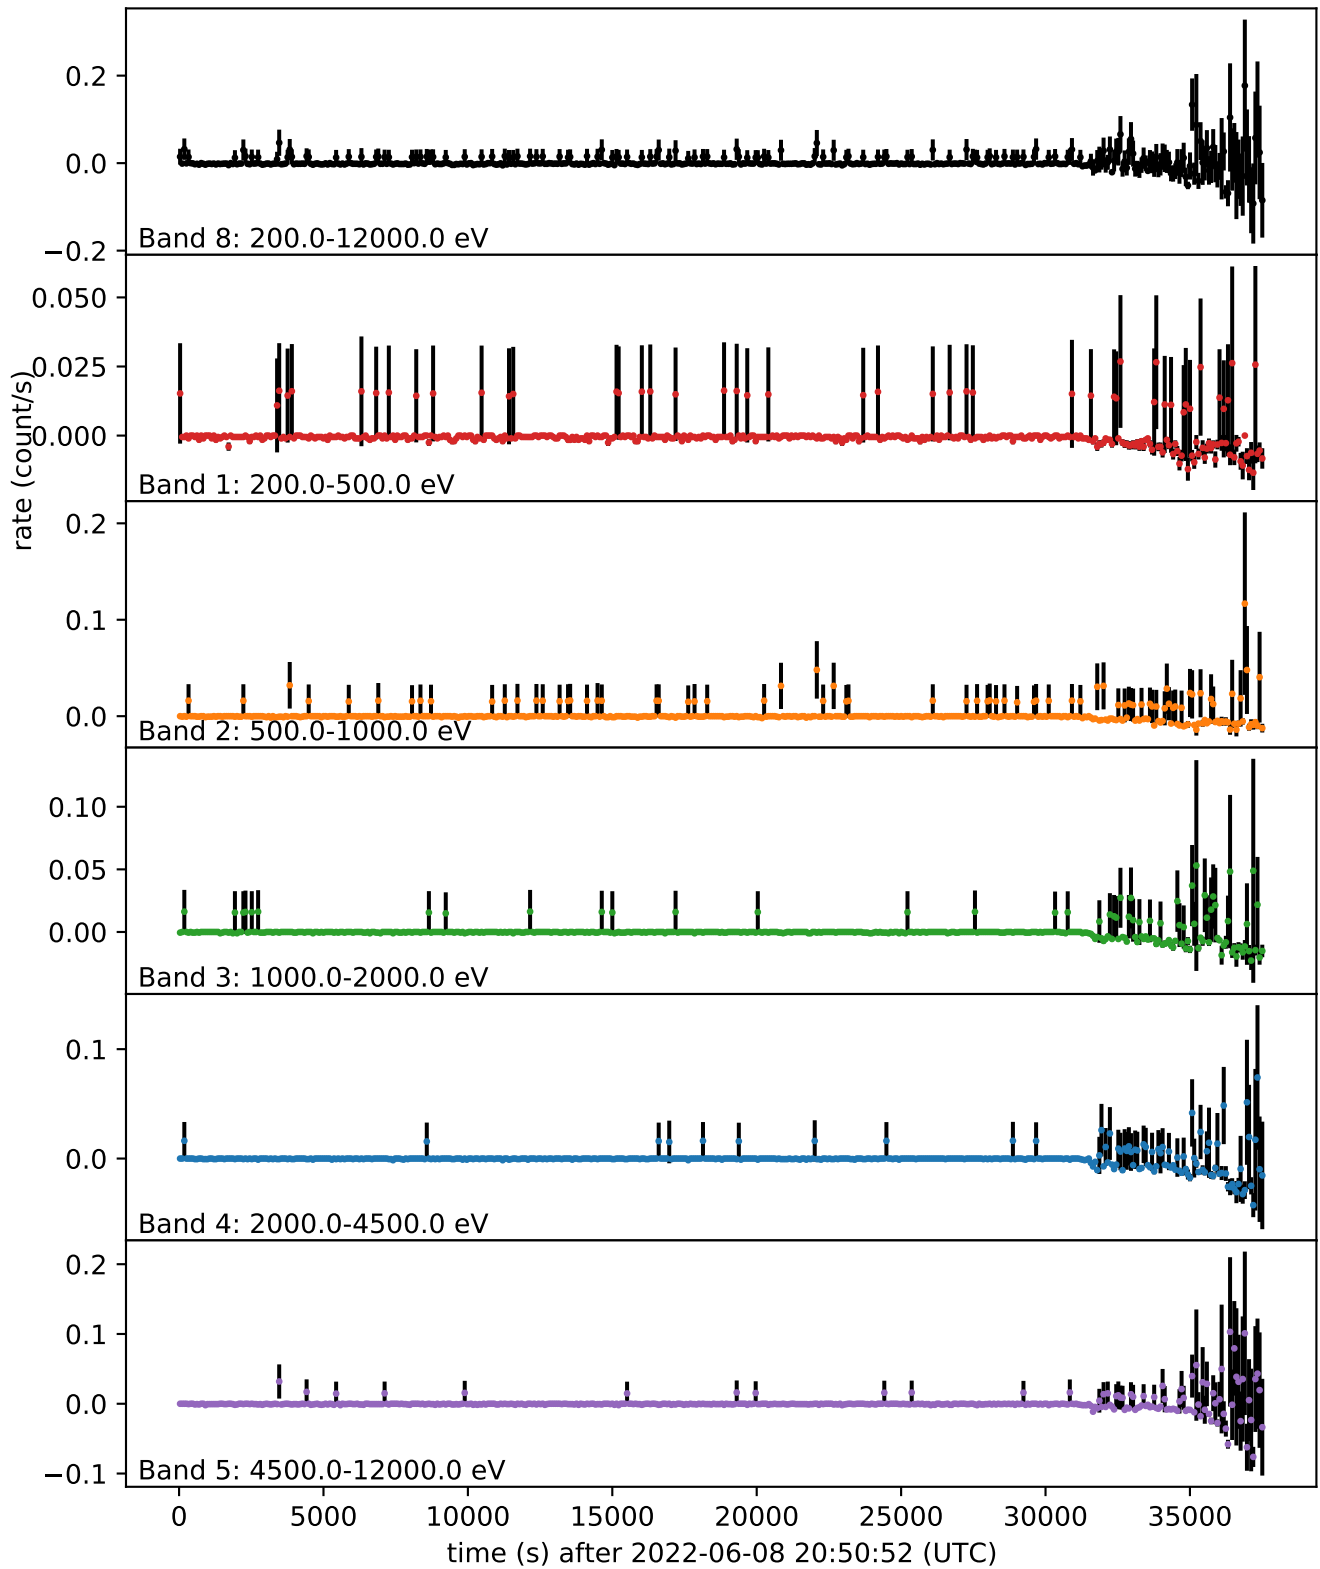 0.2
0.0
−0.2
Band 8: 200.0-12000.0 eV
0.050
0.025
0.000
Band 1: 200.0-500.0 eV
rate (count/s)
0.2
0.1
0.0
Band 2: 500.0-1000.0 eV
0.10
0.05
0.00
Band 3: 1000.0-2000.0 eV
0.1
0.0
Band 4: 2000.0-4500.0 eV
0.2
0.1
0.0
−0.1
Band 5: 4500.0-12000.0 eV
0 5000 10000 15000 20000 25000 30000 35000
time (s) after 2022-06-08 20:50:52 (UTC)